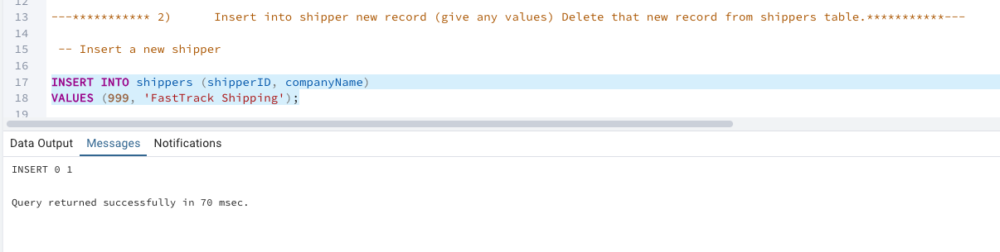 12
13 ---*********** 2)      Insert into shipper new record (give any values) Delete that new record from shippers table.***********---
14
15 -- Insert a new shipper
16
17 INSERT INTO shippers (shipperID, companyName)
18 VALUES (999, 'FastTrack Shipping');
19
Data Output Messages Notifications
INSERT 0 1
Query returned successfully in 70 msec.